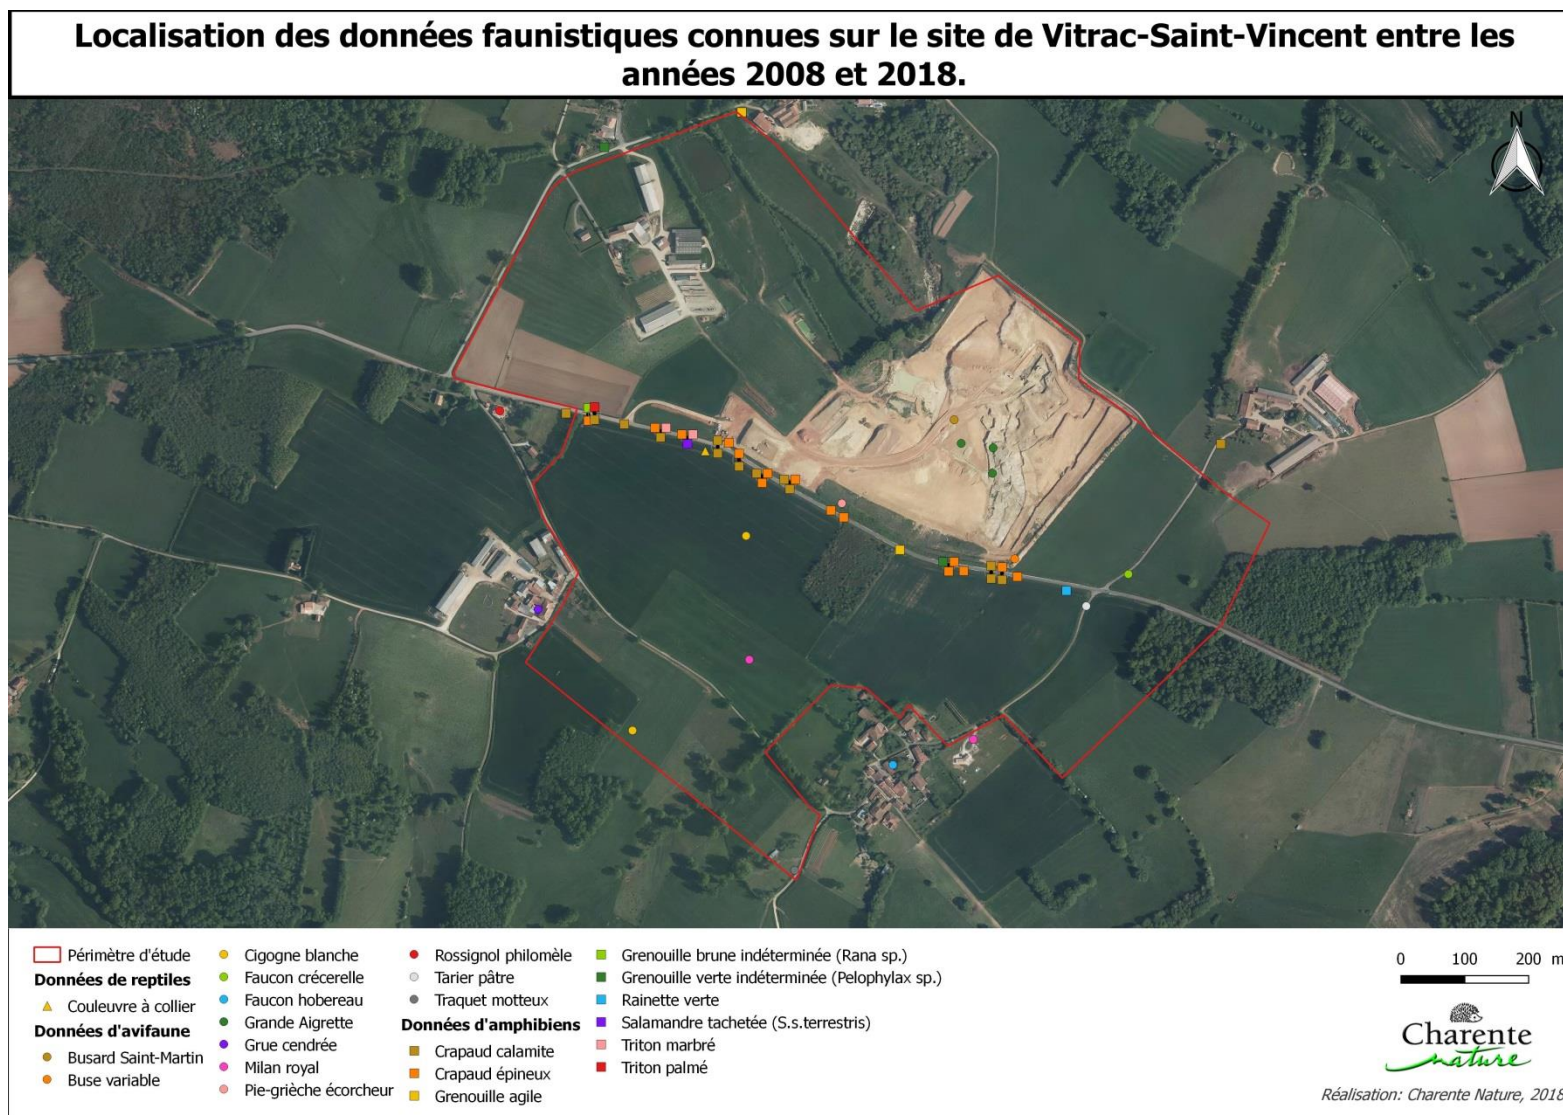 Localisation des données faunistiques connues sur le site de Vitrac-Saint-Vincent entre les
années 2008 et 2018.
N
Périmètre d'étude
Données de reptiles
Couleuvre à collier
Données d'avifaune
Busard Saint-Martin
Buse variable
Cigogne blanche
Faucon crécerelle
Faucon hobereau
Grande Aigrette
Grue cendrée
Milan royal
Pie-grièche écorcheur
Rossignol philomèle
Tarier pâtre
Traquet motteux
Données d'amphibiens
Crapaud calamite
Crapaud épineux
Grenouille agile
Grenouille brune indéterminée (Rana sp.)
Grenouille verte indéterminée (Pelophylax sp.)
Rainette verte
Salamandre tachetée (S.s.terrestris)
Triton marbré
Triton palmé
0 100 200 m
Charente
nature
Réalisation: Charente Nature, 2018